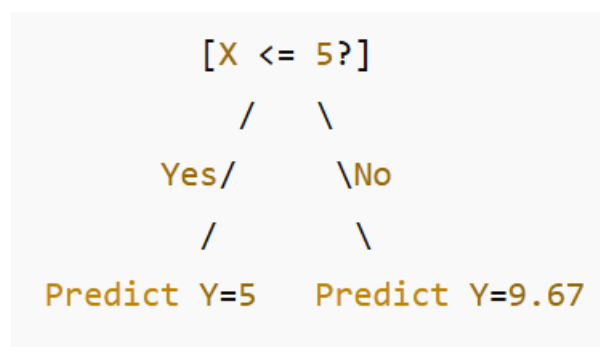 [X <= 5?]
/ \
Yes/ \No
/ \
Predict Y=5 Predict Y=9.67